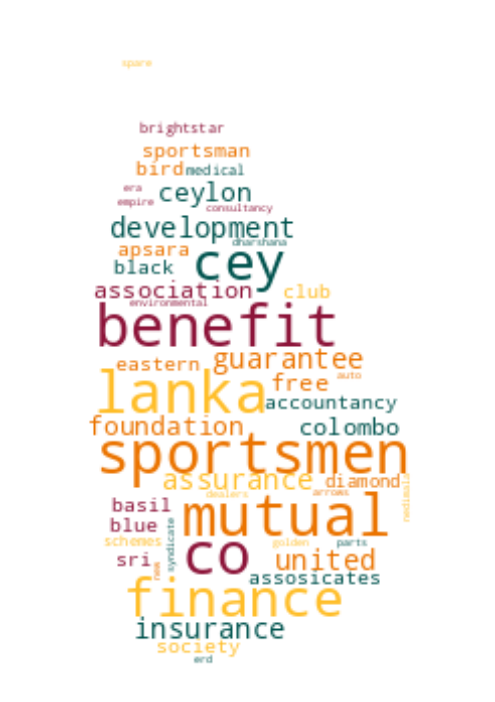 spare
brightstar
sportsman
bird medical
era ceylon
empire consultancy
development
dharshana
apsara cey
black
association club
environmental
benefit
eastern guarantee
lanka free auto
accountancy
foundation colombo
sportsmen
assurance diamond
dealers arrows
basil mutual
blue
syndicate
schemes golden parts
sri co united
new
assosicates
finance
insurance
society
erd